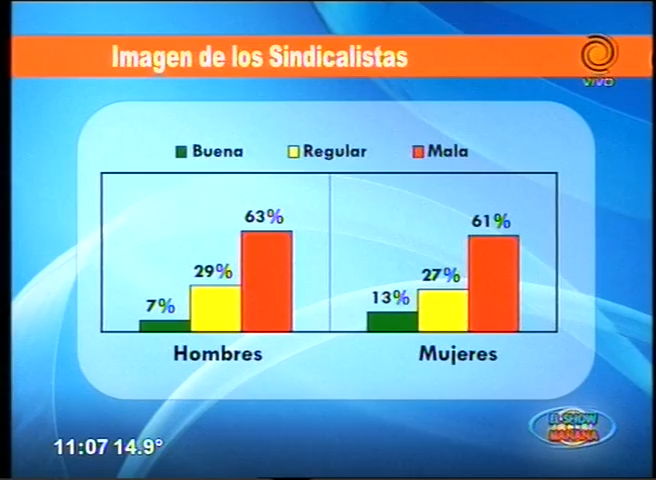 Imagen de los Sindicalistas
VIVO
Buena Regular Mala
63% 61%
29% 27%
7% 13%
Hombres Mujeres
EL SHOW
MAÑANA
11:07 14.9°